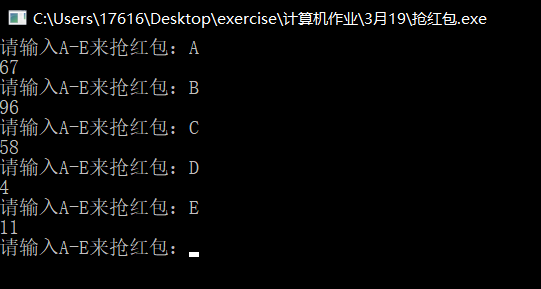 C:\Users\17616\Desktop\exercise\计算机作业\3月19\抢红包.exe
请输入A-E来抢红包：A
67
请输入A-E来抢红包：B
96
请输入A-E来抢红包：C
58
请输入A-E来抢红包：D
4
请输入A-E来抢红包：E
11
请输入A-E来抢红包：